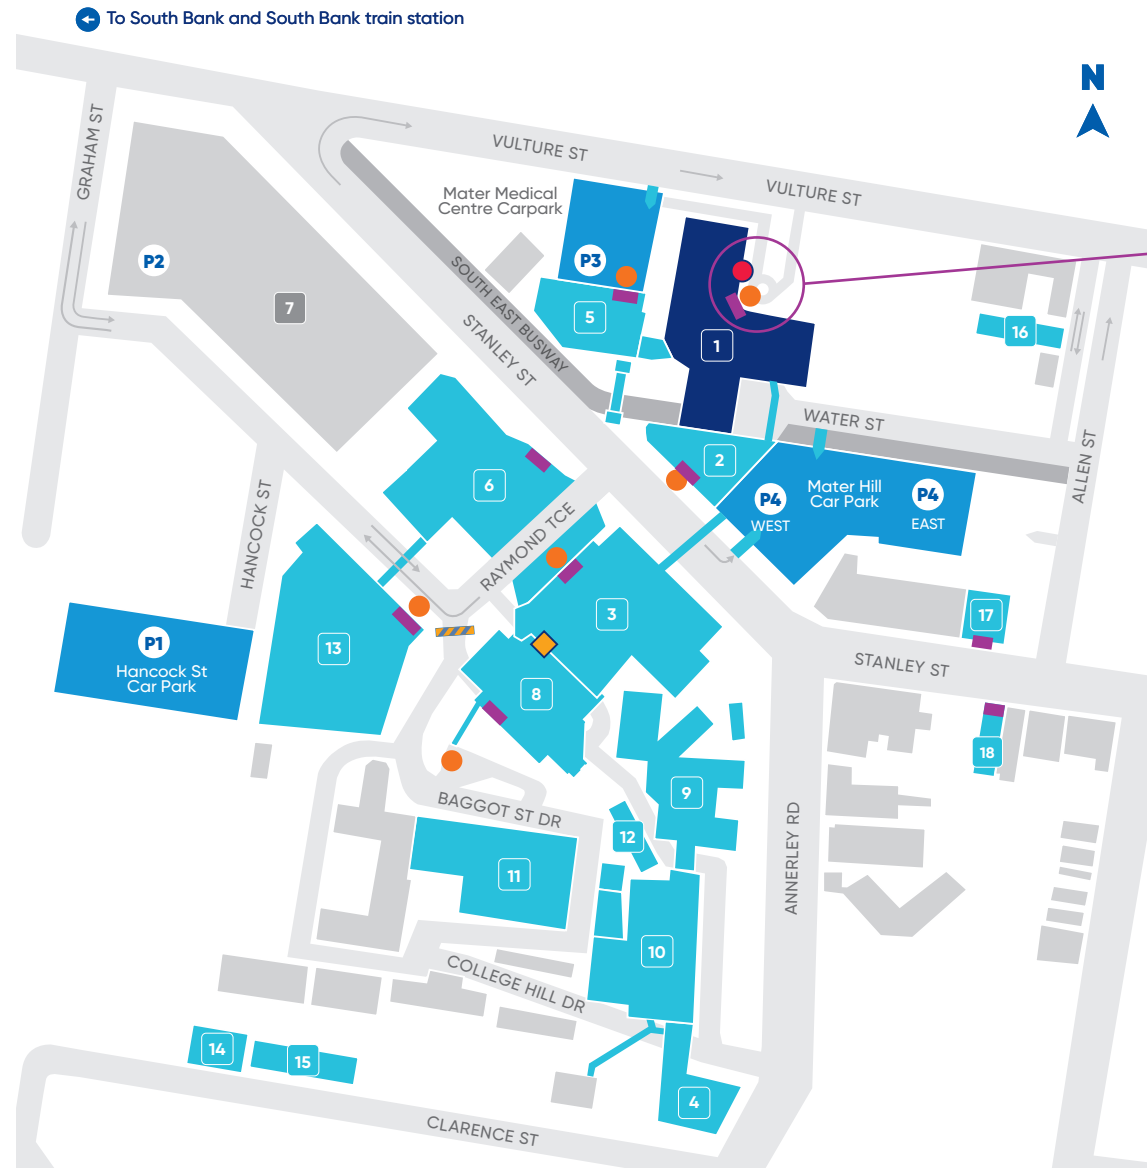 To South Bank and South Bank train station
N
GRAHAM ST
VULTURE ST
VULTURE ST
Mater Medical
Centre Carpark
P2
P3
7
5
SOUTH EAST BUSWAY
STANLEY ST
1
16
WATER ST
ALLEN ST
2
6
P4
WEST
Mater Hill
Car Park
P4
EAST
HANCOCK ST
RAYMOND TCE
3
17
P1
Hancock St
Car Park
13
STANLEY ST
8
18
9
BAGGOT ST DR
12
ANNERLEY RD
11
10
COLLEGE HILL DR
14
15
4
CLARENCE ST